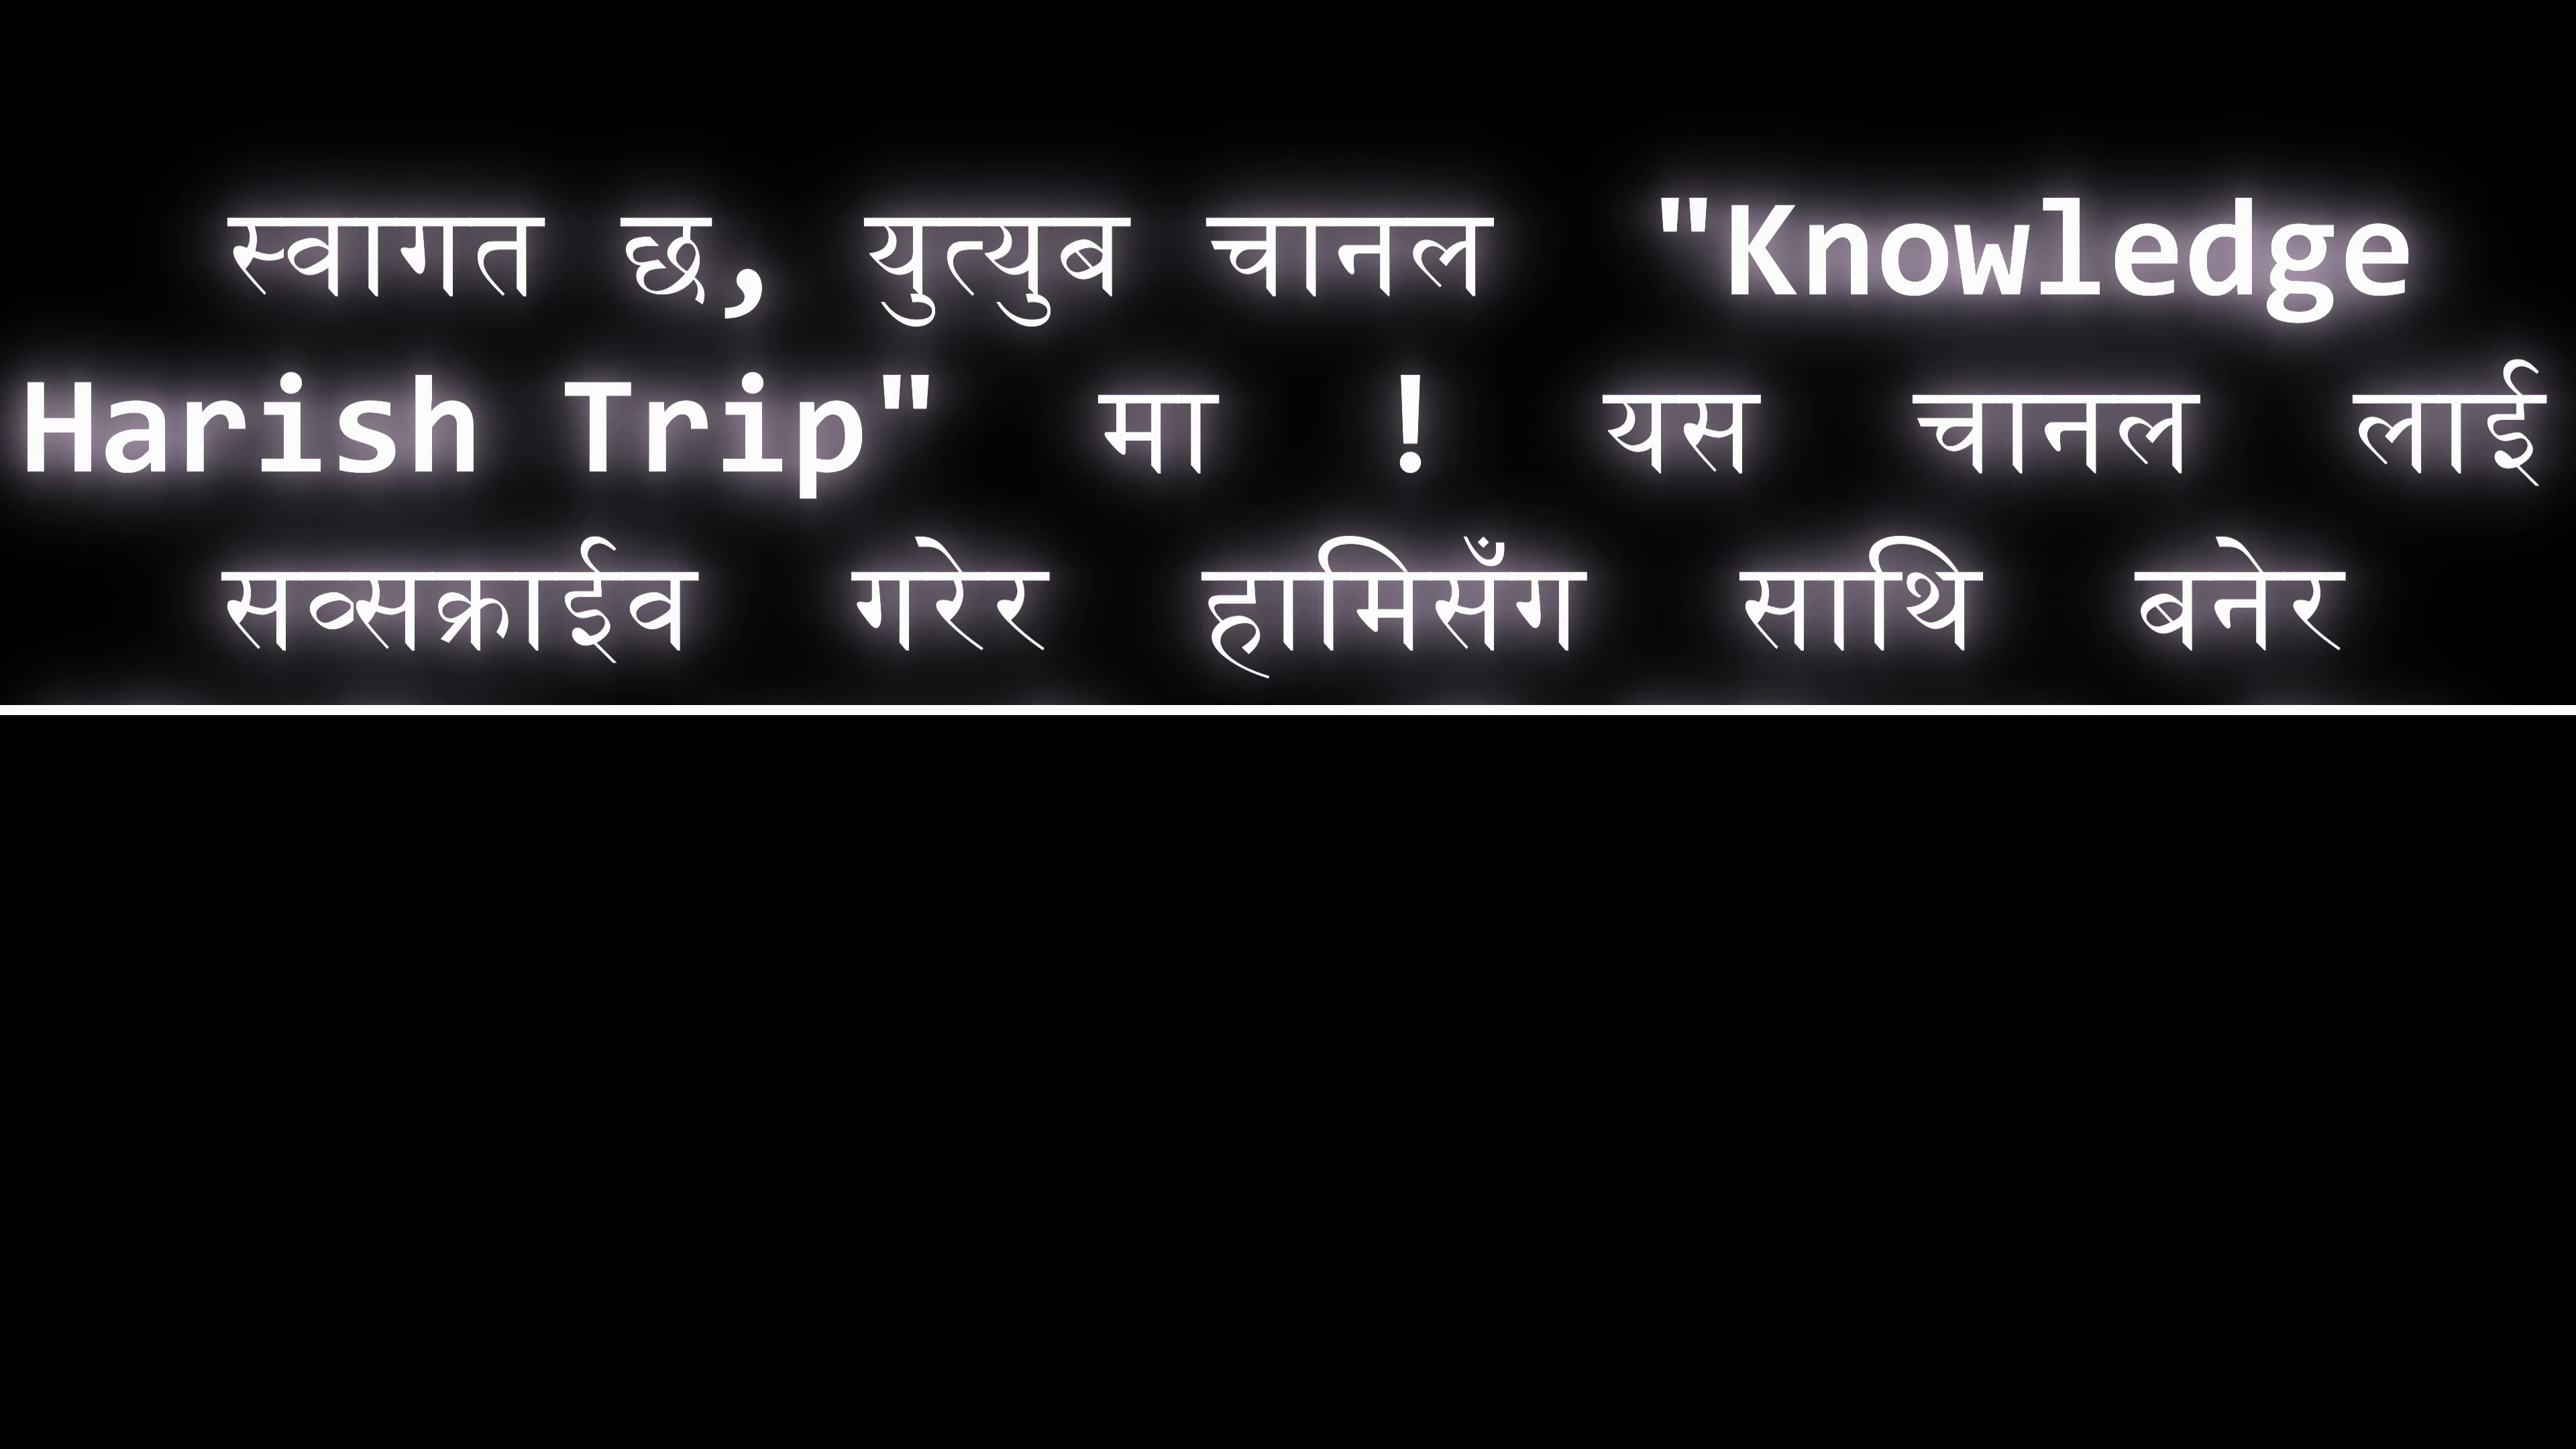 स्वागत छ, युत्युब चानल "Knowledge
Harish Trip" मा ! यस चानल लाई
सव्सक्राईव गरेर हामिसँग साथि बनेर